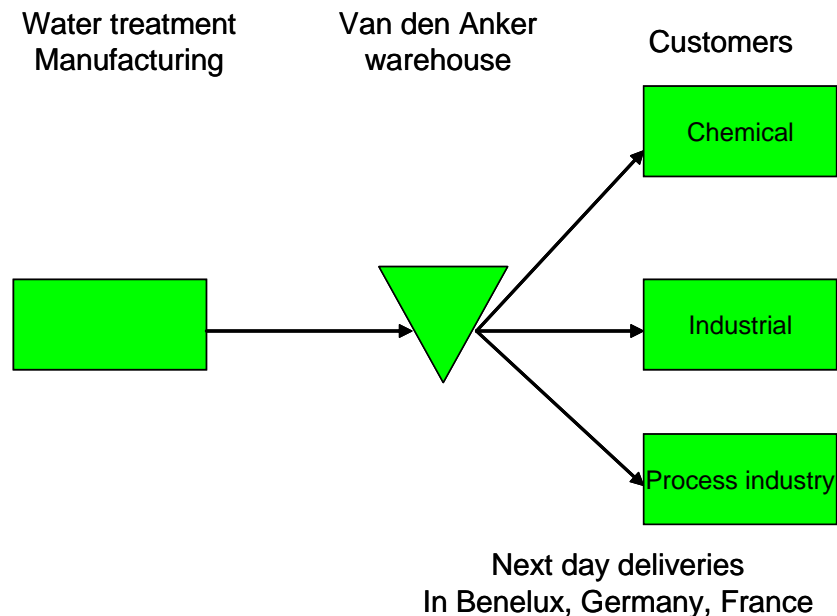 Water treatment
Manufacturing
Van den Anker
warehouse
Customers
Chemical
Industrial
Process industry
Next day deliveries
In Benelux, Germany, France